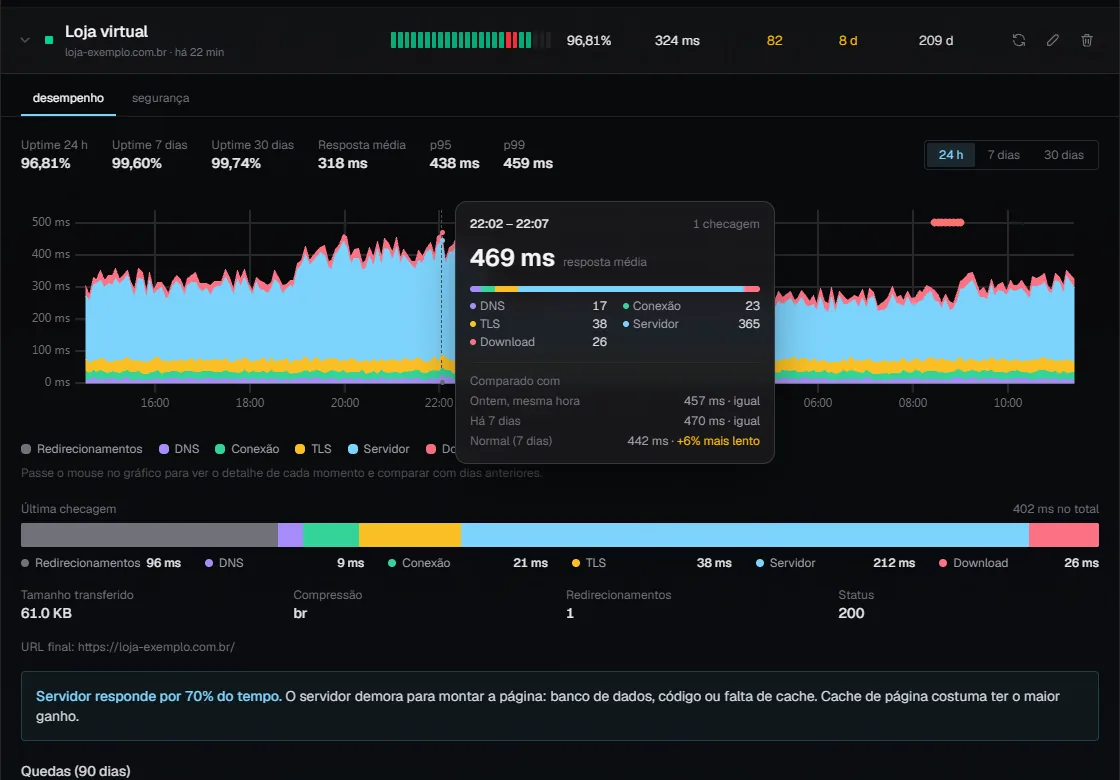 Loja virtual
loja-exemplo.com.br · há 22 min
96,81% 324 ms 82 8 d 209 d
desempenho segurança
Uptime 24 h Uptime 7 dias Uptime 30 dias Resposta média p95 p99
96,81% 99,60% 99,74% 318 ms 438 ms 459 ms
24 h 7 dias 30 dias
500 ms
400 ms
300 ms
200 ms
100 ms
0 ms
16:00 18:00 20:00 22:00 06:00 08:00 10:00
22:02 – 22:07 1 checagem
469 ms resposta média
DNS 17 Conexão 23
TLS 38 Servidor 365
Download 26
Comparado com
Ontem, mesma hora 457 ms · igual
Há 7 dias 470 ms · igual
Normal (7 dias) 442 ms · +6% mais lento
Redirecionamentos DNS Conexão TLS Servidor
Passe o mouse no gráfico para ver o detalhe de cada momento e comparar com dias anteriores.
Última checagem 402 ms no total
Redirecionamentos 96 ms DNS 9 ms Conexão 21 ms TLS 38 ms Servidor 212 ms Download 26 ms
Tamanho transferido Compressão Redirecionamentos Status
61.0 KB br 1 200
URL final: https://loja-exemplo.com.br/
Servidor responde por 70% do tempo. O servidor demora para montar a página: banco de dados, código ou falta de cache. Cache de página costuma ter o maior
ganho.
Quedas (90 dias)